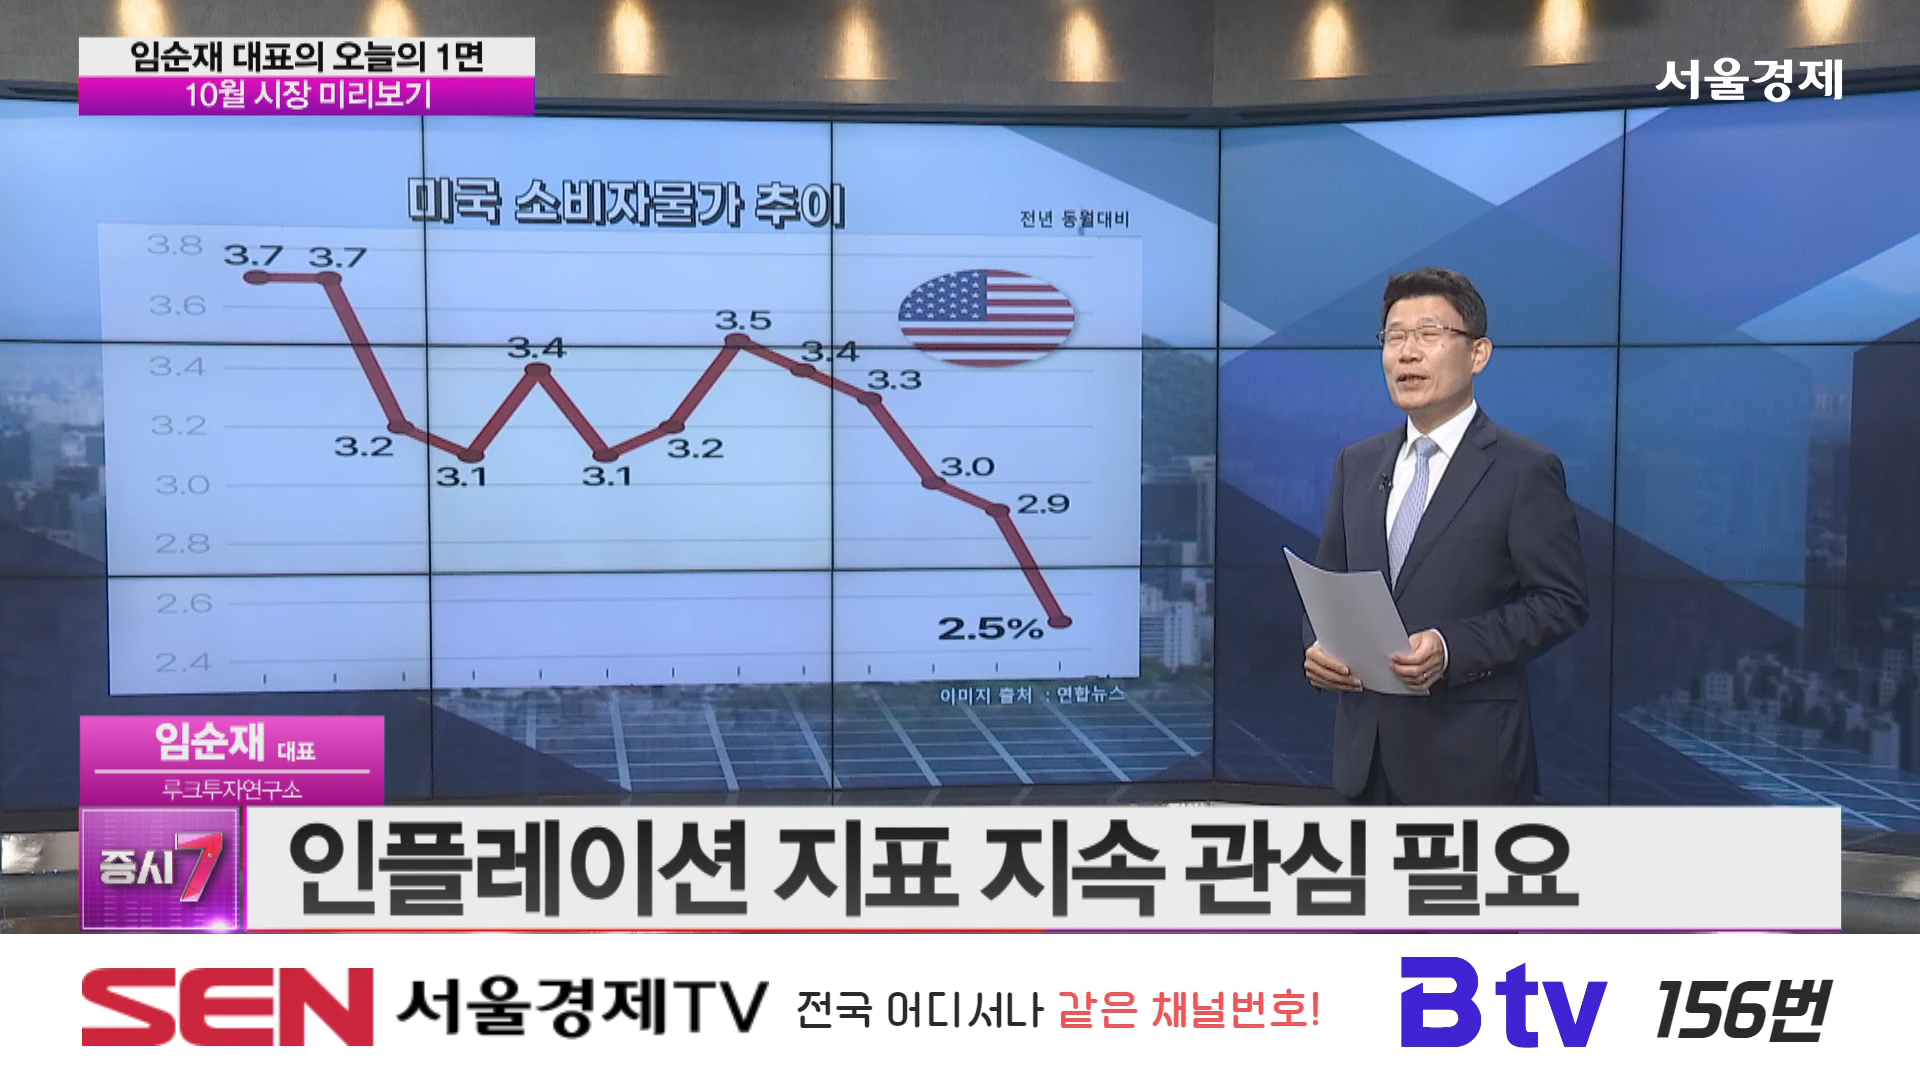 임순재 대표의 오늘의 1면
10월 시장 미리보기
서울경제
미국 소비자물가 추이
전년 동월대비
3.8
3.6
3.4
3.2
3.0
2.8
2.6
2.4
3.7
3.7
3.2
3.1
3.4
3.1
3.2
3.5
3.4
3.3
3.0
2.9
2.5%
이미지 출처 : 연합뉴스
임순재 대표
루크투자연구소
증시7
인플레이션 지표 지속 관심 필요
SEN 서울경제TV 전국 어디서나 같은 채널번호! B tv 156번